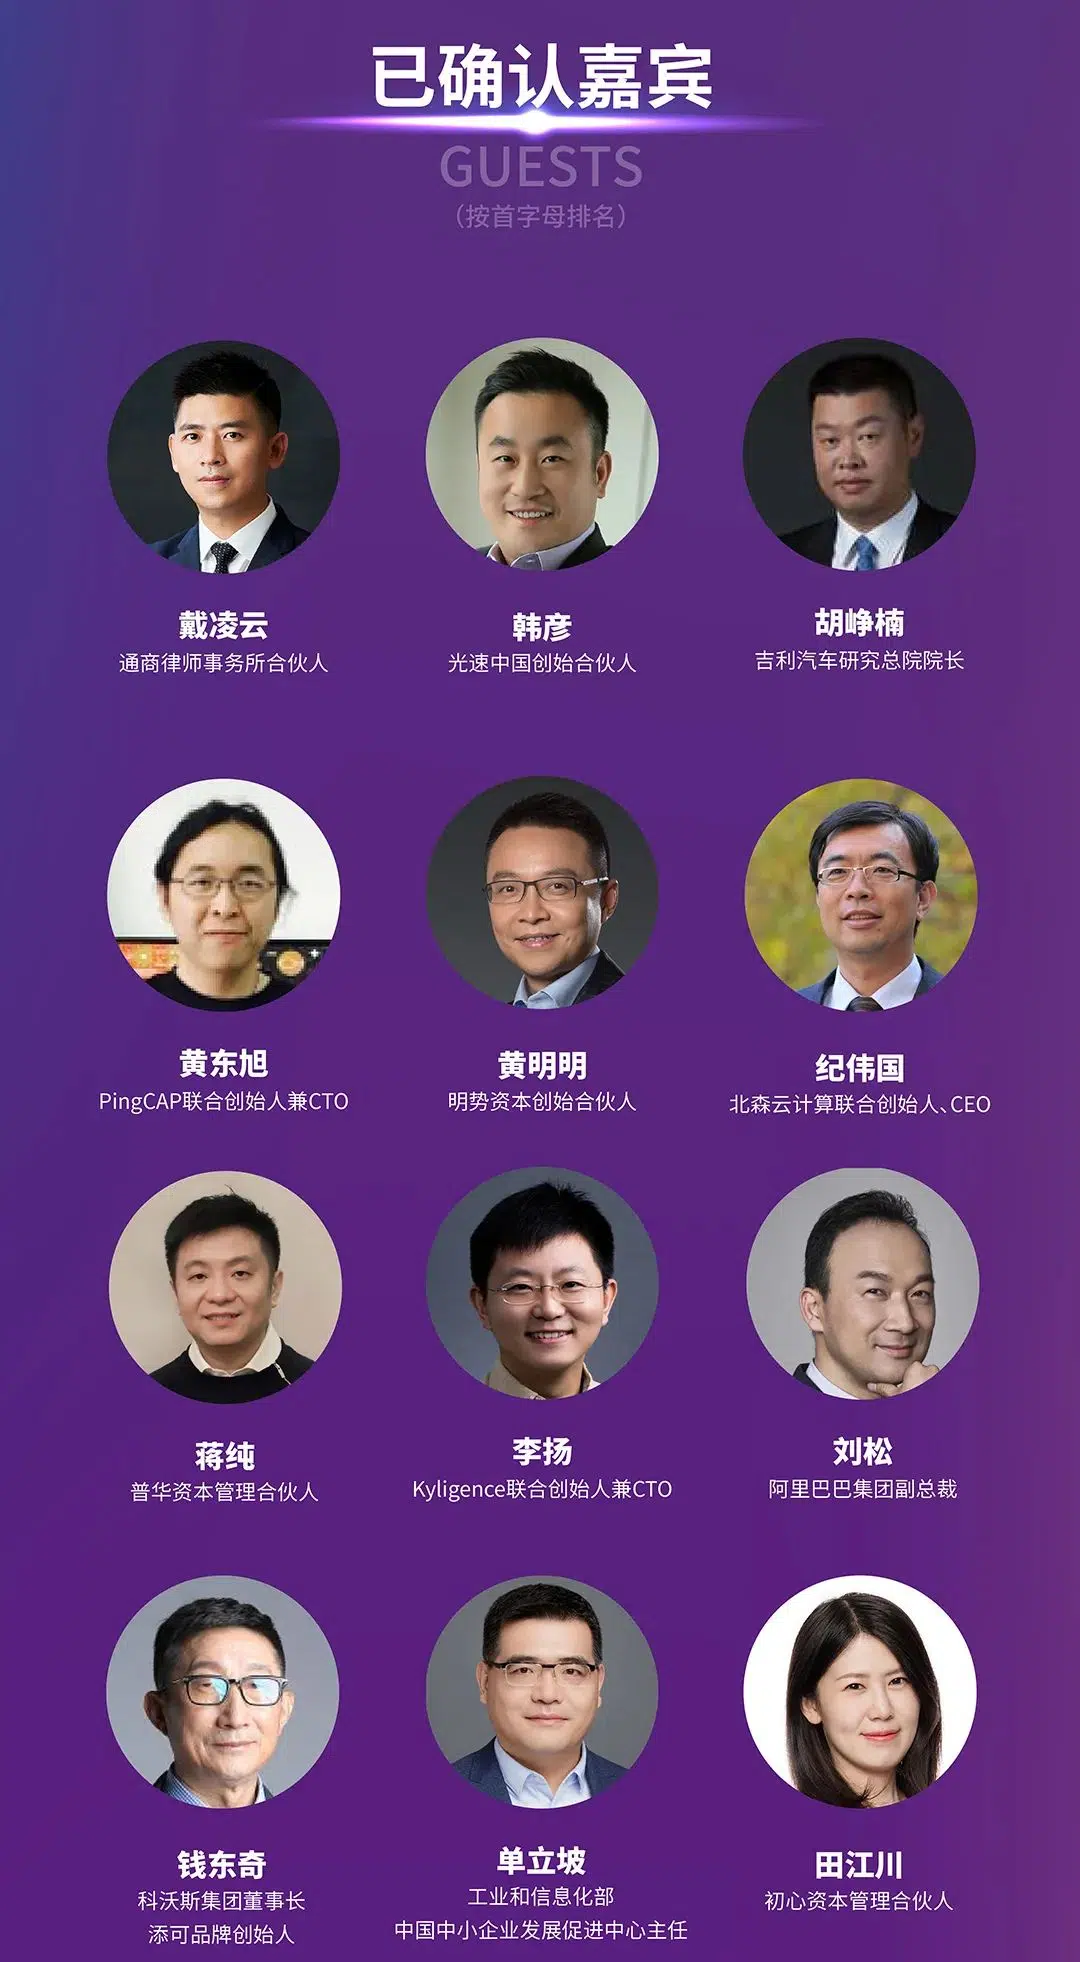 已确认嘉宾
GUESTS
（按首字母排名）
戴凌云
通商律师事务所合伙人
韩彦
光速中国创始合伙人
胡峥楠
吉利汽车研究总院院长
黄东旭
PingCAP联合创始人兼CTO
黄明明
明势资本创始合伙人
纪伟国
北森云计算联合创始人、CEO
蒋纯
普华资本管理合伙人
李扬
Kyligence联合创始人兼CTO
刘松
阿里巴巴集团副总裁
钱东奇
科沃斯集团董事长
添可品牌创始人
单立坡
工业和信息化部
中国中小企业发展促进中心主任
田江川
初心资本管理合伙人